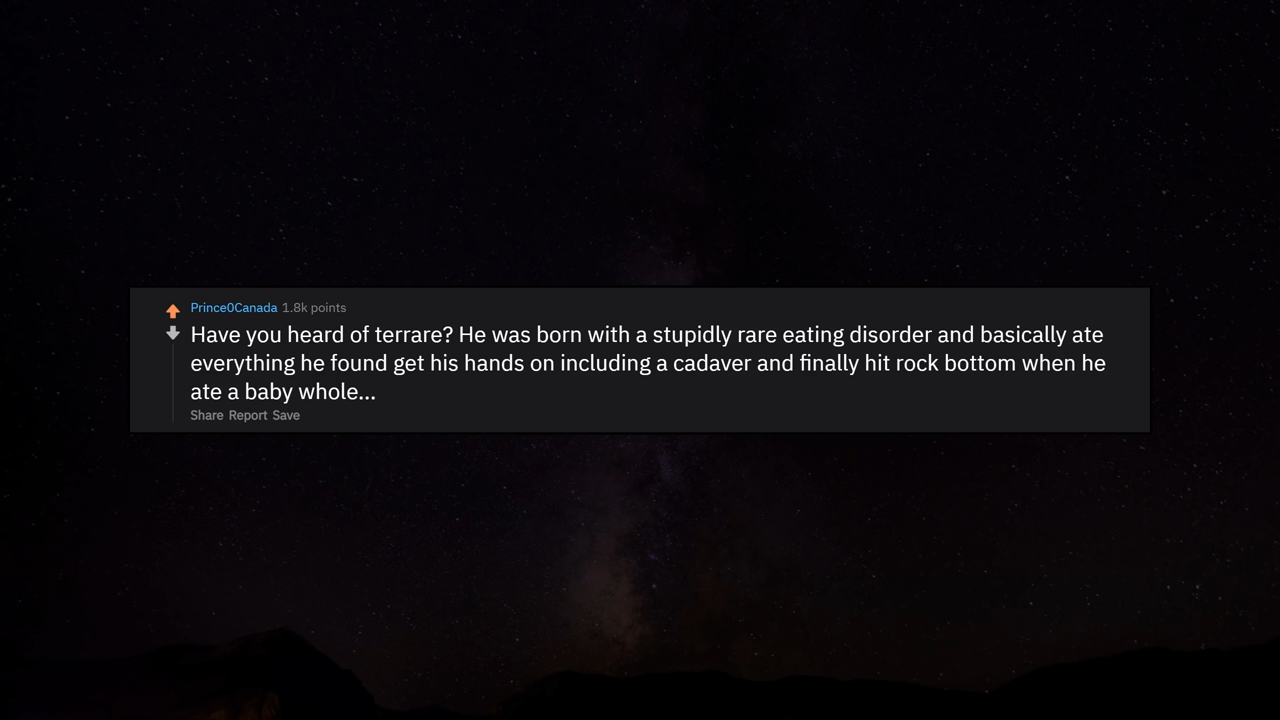 Prince0Canada 1.8k points
Have you heard of terrare? He was born with a stupidly rare eating disorder and basically ate
everything he found get his hands on including a cadaver and finally hit rock bottom when he
ate a baby whole...
Share Report Save